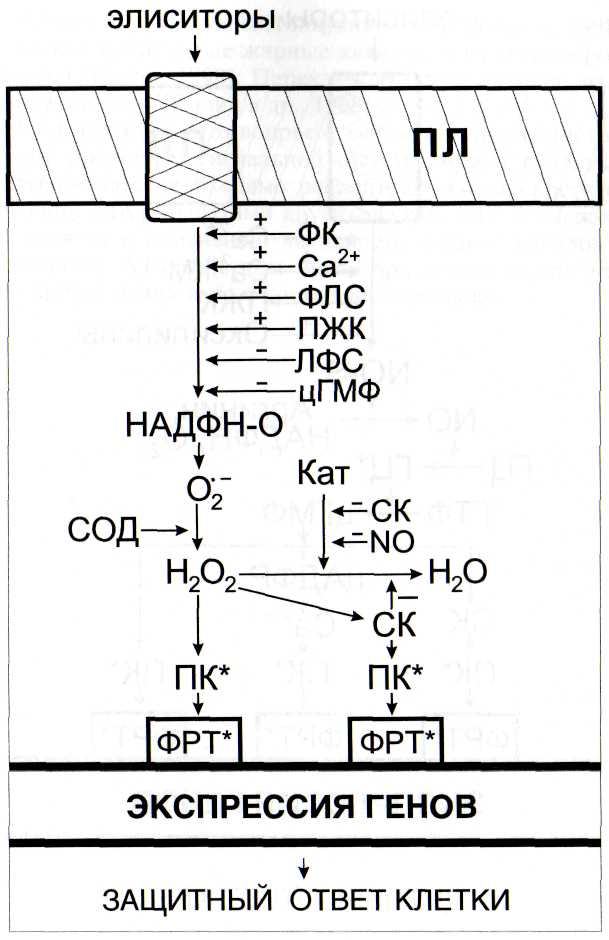 элиситоры
ПЛ
+ ФК
+ Ca²⁺
+ ФЛС
+ ПЖК
− ЛФС
− цГМФ
НАДФН-О
O₂·⁻
Кат
СОД
− СК
− NO
H₂O₂
H₂O
−
СК
ПК* ПК*
ФРТ* ФРТ*
ЭКСПРЕССИЯ ГЕНОВ
ЗАЩИТНЫЙ ОТВЕТ КЛЕТКИ